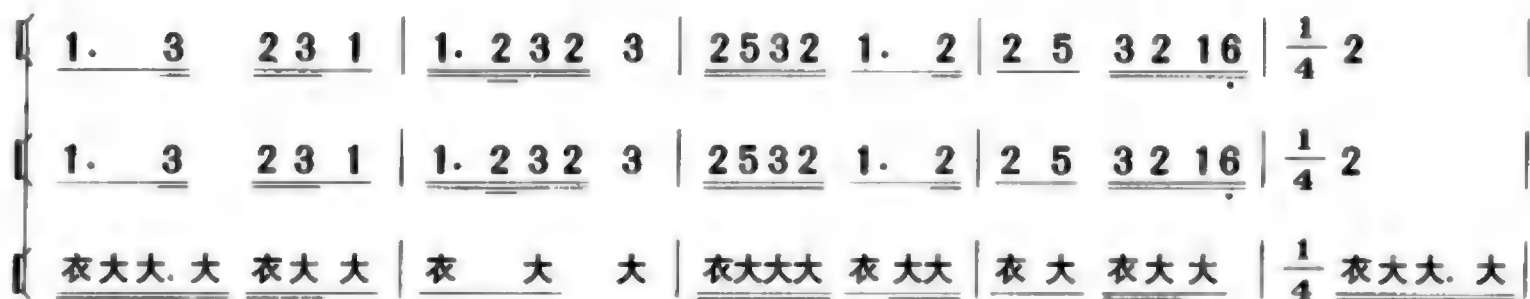 1. 3 2 3 1 | 1. 2 3 2 3 | 2 5 3 2 1. 2 | 2 5 3 2 1 6̣ | 1/4 2 |
1. 3 2 3 1 | 1. 2 3 2 3 | 2 5 3 2 1. 2 | 2 5 3 2 1 6̣ | 1/4 2 |
衣大大. 大 衣大 大 | 衣 大 大 | 衣大大大 衣 大大 | 衣 大 衣大 大 | 1/4 衣大大. 大 |